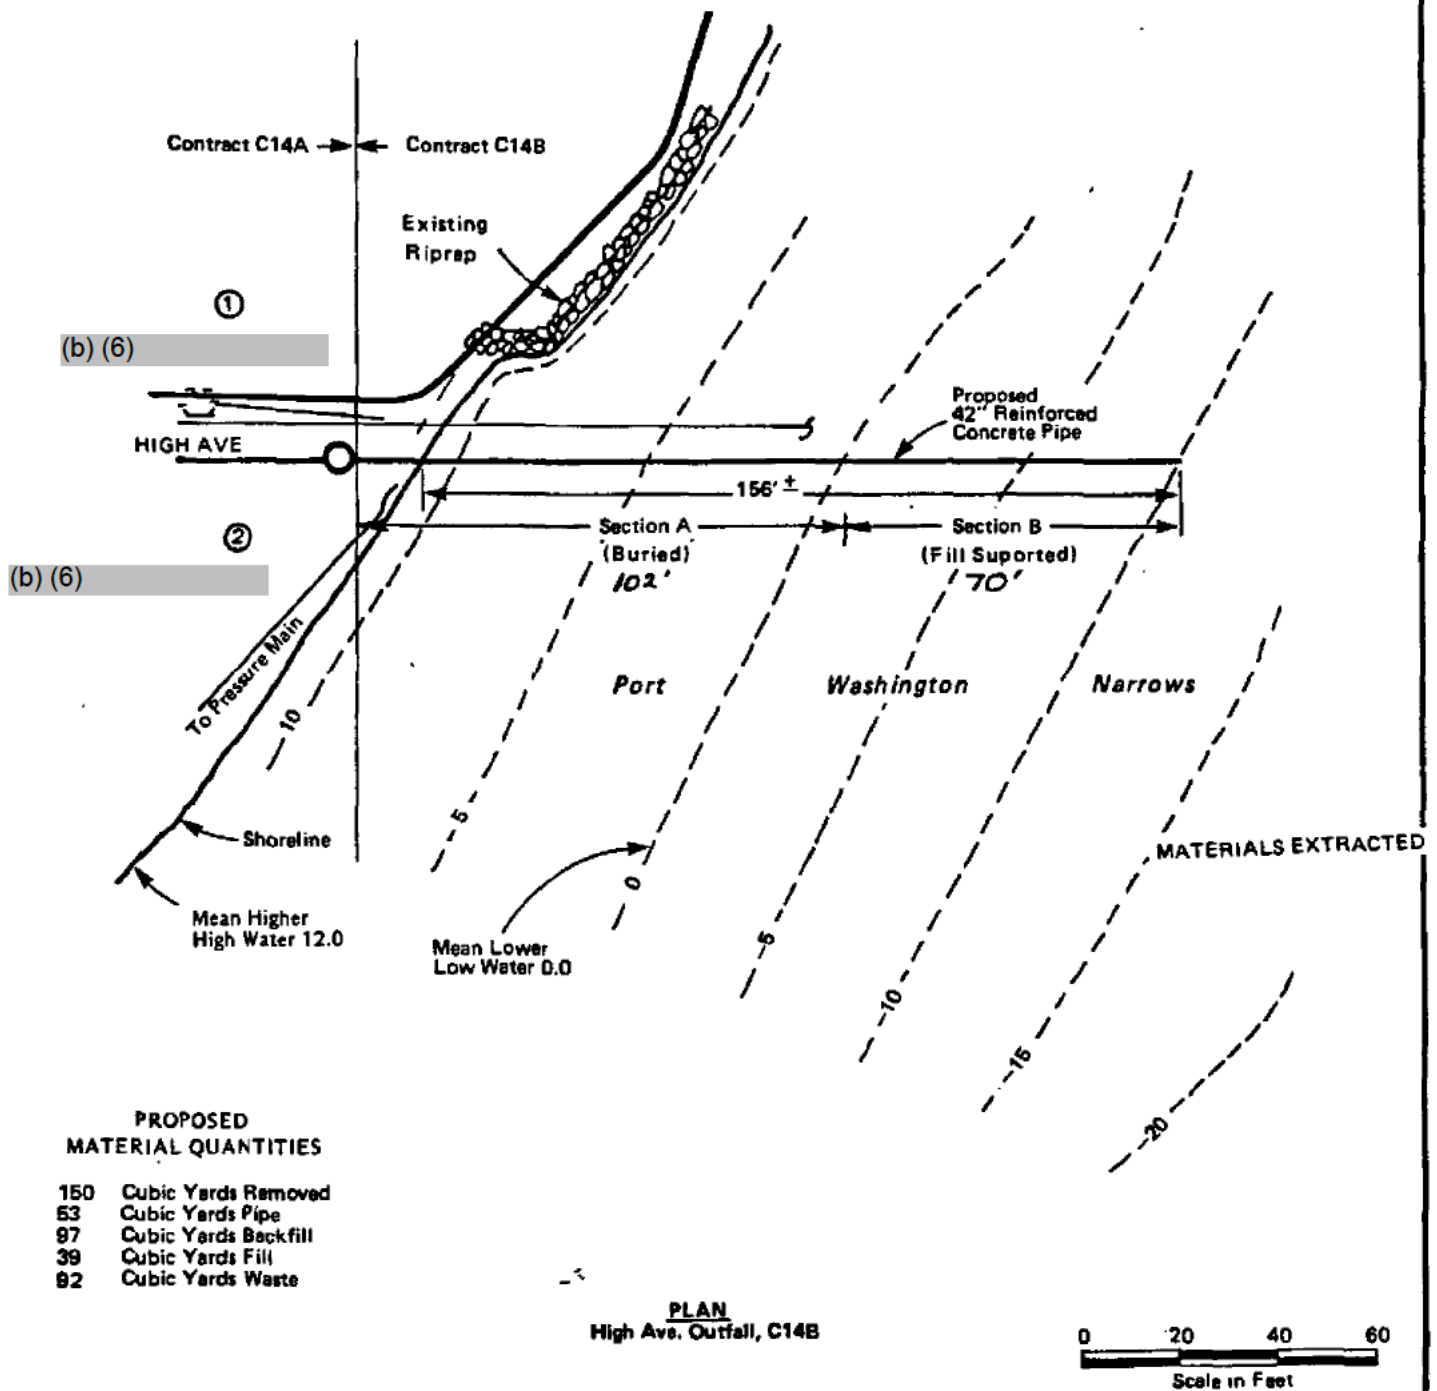 Contract C14A
Contract C14B
Existing
Riprap
1
(b) (6)
HIGH AVE
Proposed
42" Reinforced
Concrete Pipe
156' ±
Section A
(Buried)
102'
Section B
(Fill Suported)
70'
2
(b) (6)
To Pressure Main
10
Port Washington Narrows
5
Shoreline
MATERIALS EXTRACTED
0
Mean Higher
High Water 12.0
Mean Lower
Low Water 0.0
-5
-10
-15
-20
PROPOSED
MATERIAL QUANTITIES
150 Cubic Yards Removed
53 Cubic Yards Pipe
97 Cubic Yards Backfill
39 Cubic Yards Fill
92 Cubic Yards Waste
PLAN
High Ave. Outfall, C14B
0 20 40 60
Scale in Feet